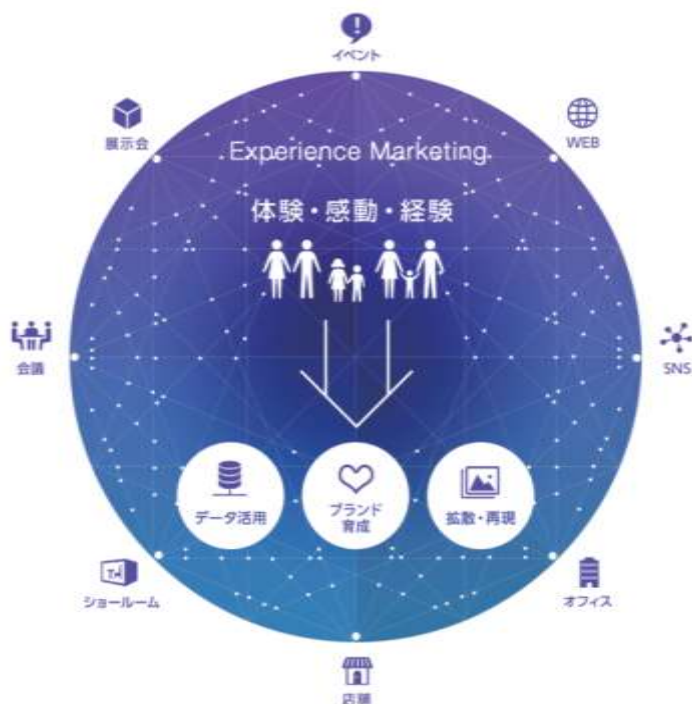 イベント
展示会
WEB
Experience Marketing
体験・感動・経験
会議
SNS
データ活用
ブランド
育成
拡散・再現
ショールーム
オフィス
店舗